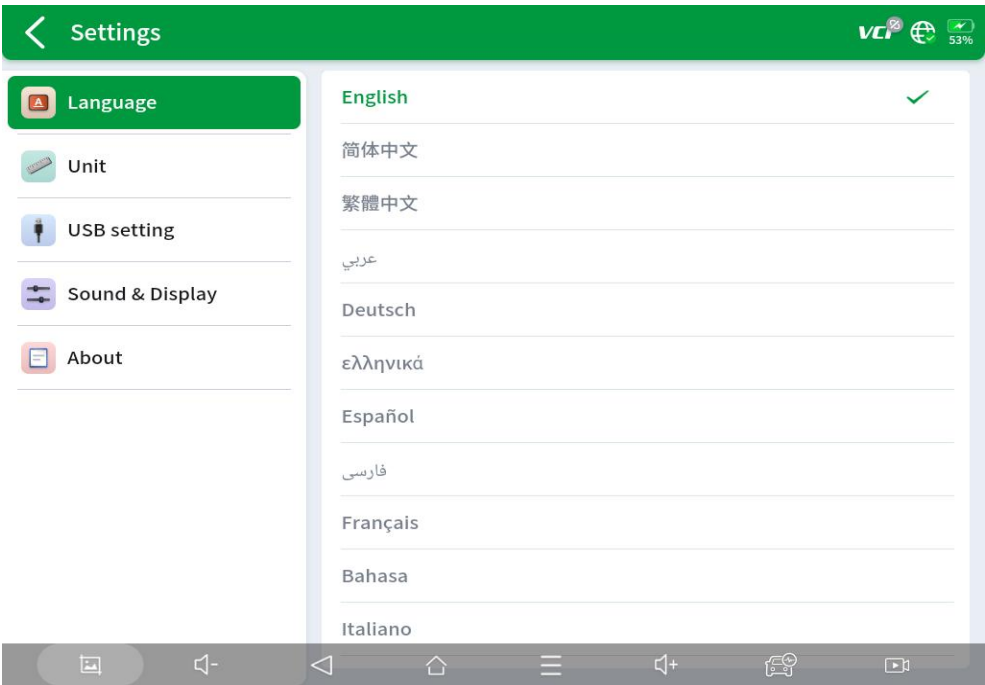 Settings
VCI
53%
Language
Unit
USB setting
Sound & Display
About
English
简体中文
繁體中文
عربي
Deutsch
ελληνικά
Español
فارسی
Français
Bahasa
Italiano